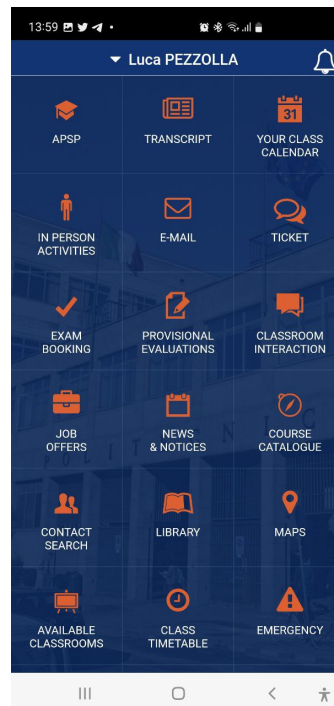 13:59
Luca PEZZOLLA
APSP
TRANSCRIPT
31
YOUR CLASS
CALENDAR
IN PERSON
ACTIVITIES
E-MAIL
TICKET
EXAM
BOOKING
PROVISIONAL
EVALUATIONS
CLASSROOM
INTERACTION
JOB
OFFERS
NEWS
& NOTICES
COURSE
CATALOGUE
CONTACT
SEARCH
LIBRARY
MAPS
AVAILABLE
CLASSROOMS
CLASS
TIMETABLE
EMERGENCY